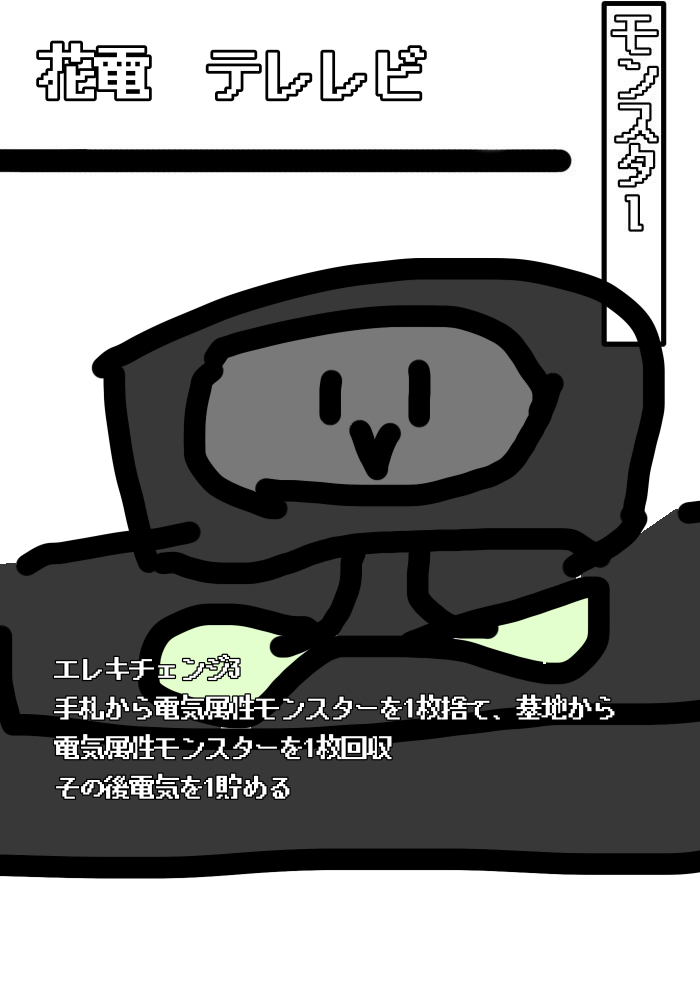 花電　テレレビ
モンスター
エレキチェンジ3
手札から電気属性モンスターを1枚捨て、墓地から
電気属性モンスターを1枚回収
その後電気を1貯める